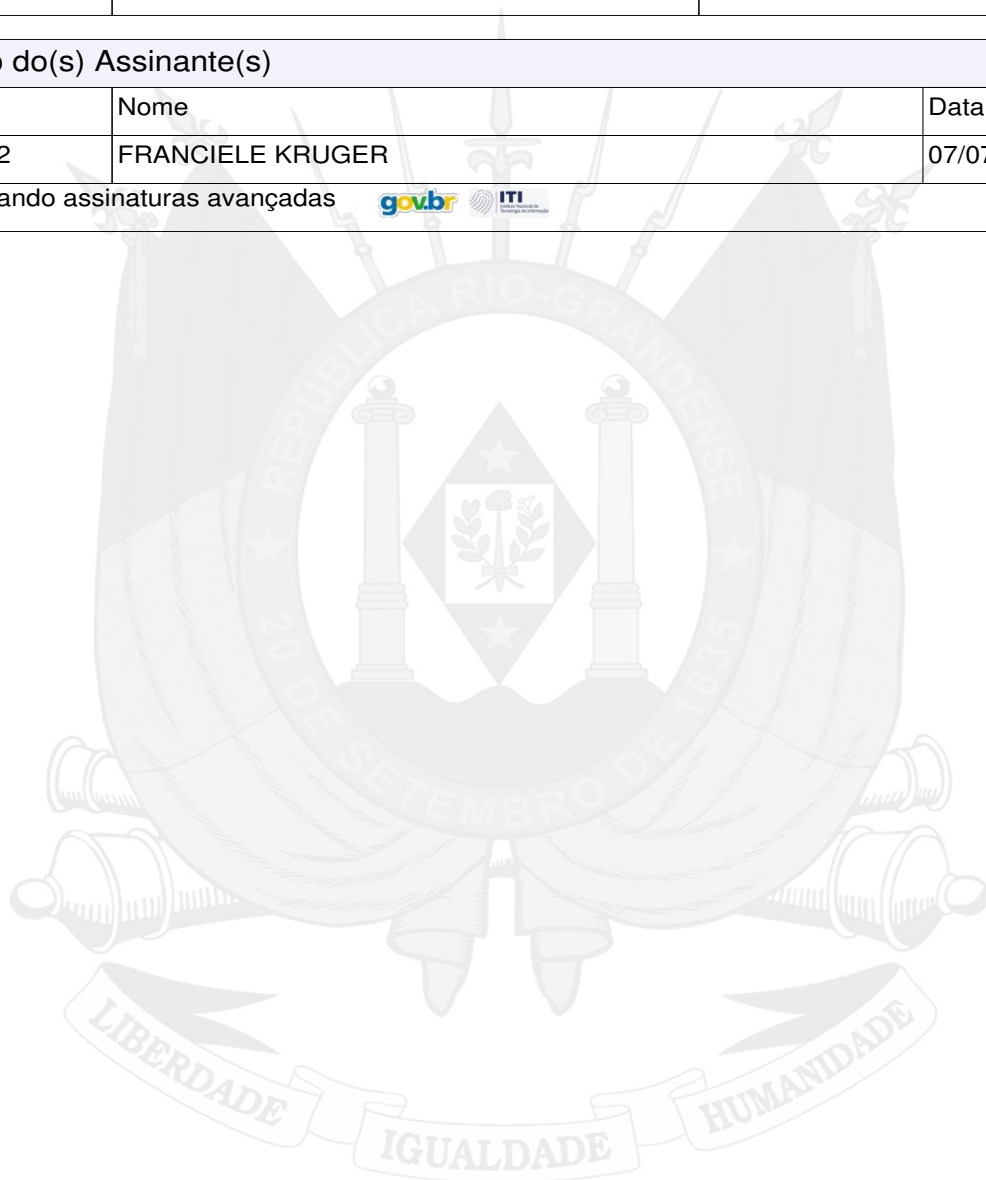 o do(s) Assinante(s)
Nome
Data
2
FRANCIELE KRUGER
07/07
ando assinaturas avançadas
gov.br
ITI
REPÚBLICA RIO-GRANDENSE
20 DE SETEMBRO DE 1835
LIBERDADE
IGUALDADE
HUMANIDADE